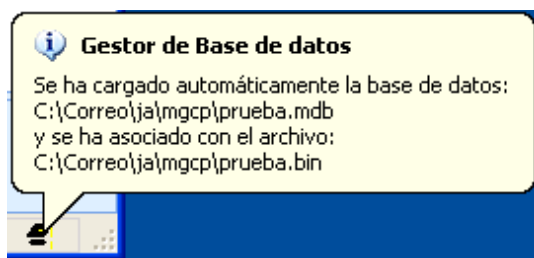 Gestor de Base de datos
Se ha cargado automáticamente la base de datos:
C:\Correo\ja\mgcp\prueba.mdb
y se ha asociado con el archivo:
C:\Correo\ja\mgcp\prueba.bin